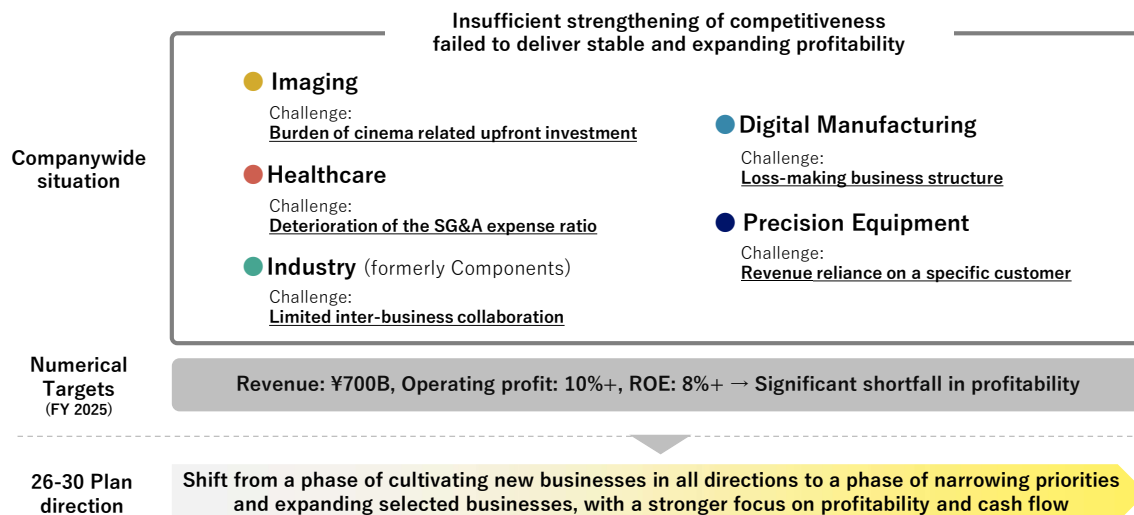 Insufficient strengthening of competitiveness
failed to deliver stable and expanding profitability
Companywide
situation
Imaging
Challenge:
Burden of cinema related upfront investment
Healthcare
Challenge:
Deterioration of the SG&A expense ratio
Industry (formerly Components)
Challenge:
Limited inter-business collaboration
Digital Manufacturing
Challenge:
Loss-making business structure
Precision Equipment
Challenge:
Revenue reliance on a specific customer
Numerical
Targets
(FY 2025)
Revenue: ¥700B, Operating profit: 10%+, ROE: 8%+ → Significant shortfall in profitability
26-30 Plan
direction
Shift from a phase of cultivating new businesses in all directions to a phase of narrowing priorities
and expanding selected businesses, with a stronger focus on profitability and cash flow